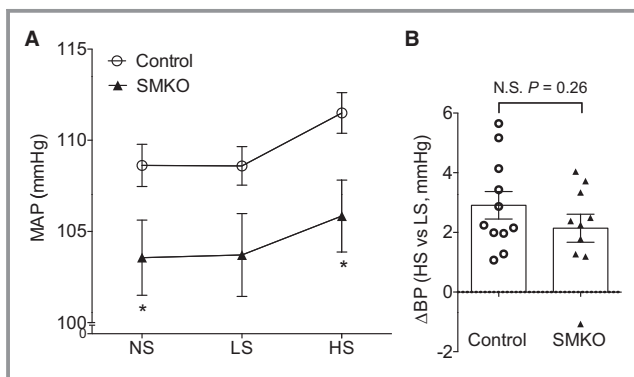 A
115
110
105
100
0
MAP (mmHg)
Control
SMKO
*
*
NS
LS
HS
B
N.S. P = 0.26
6
4
2
0
-2
ΔBP (HS vs LS, mmHg)
Control
SMKO